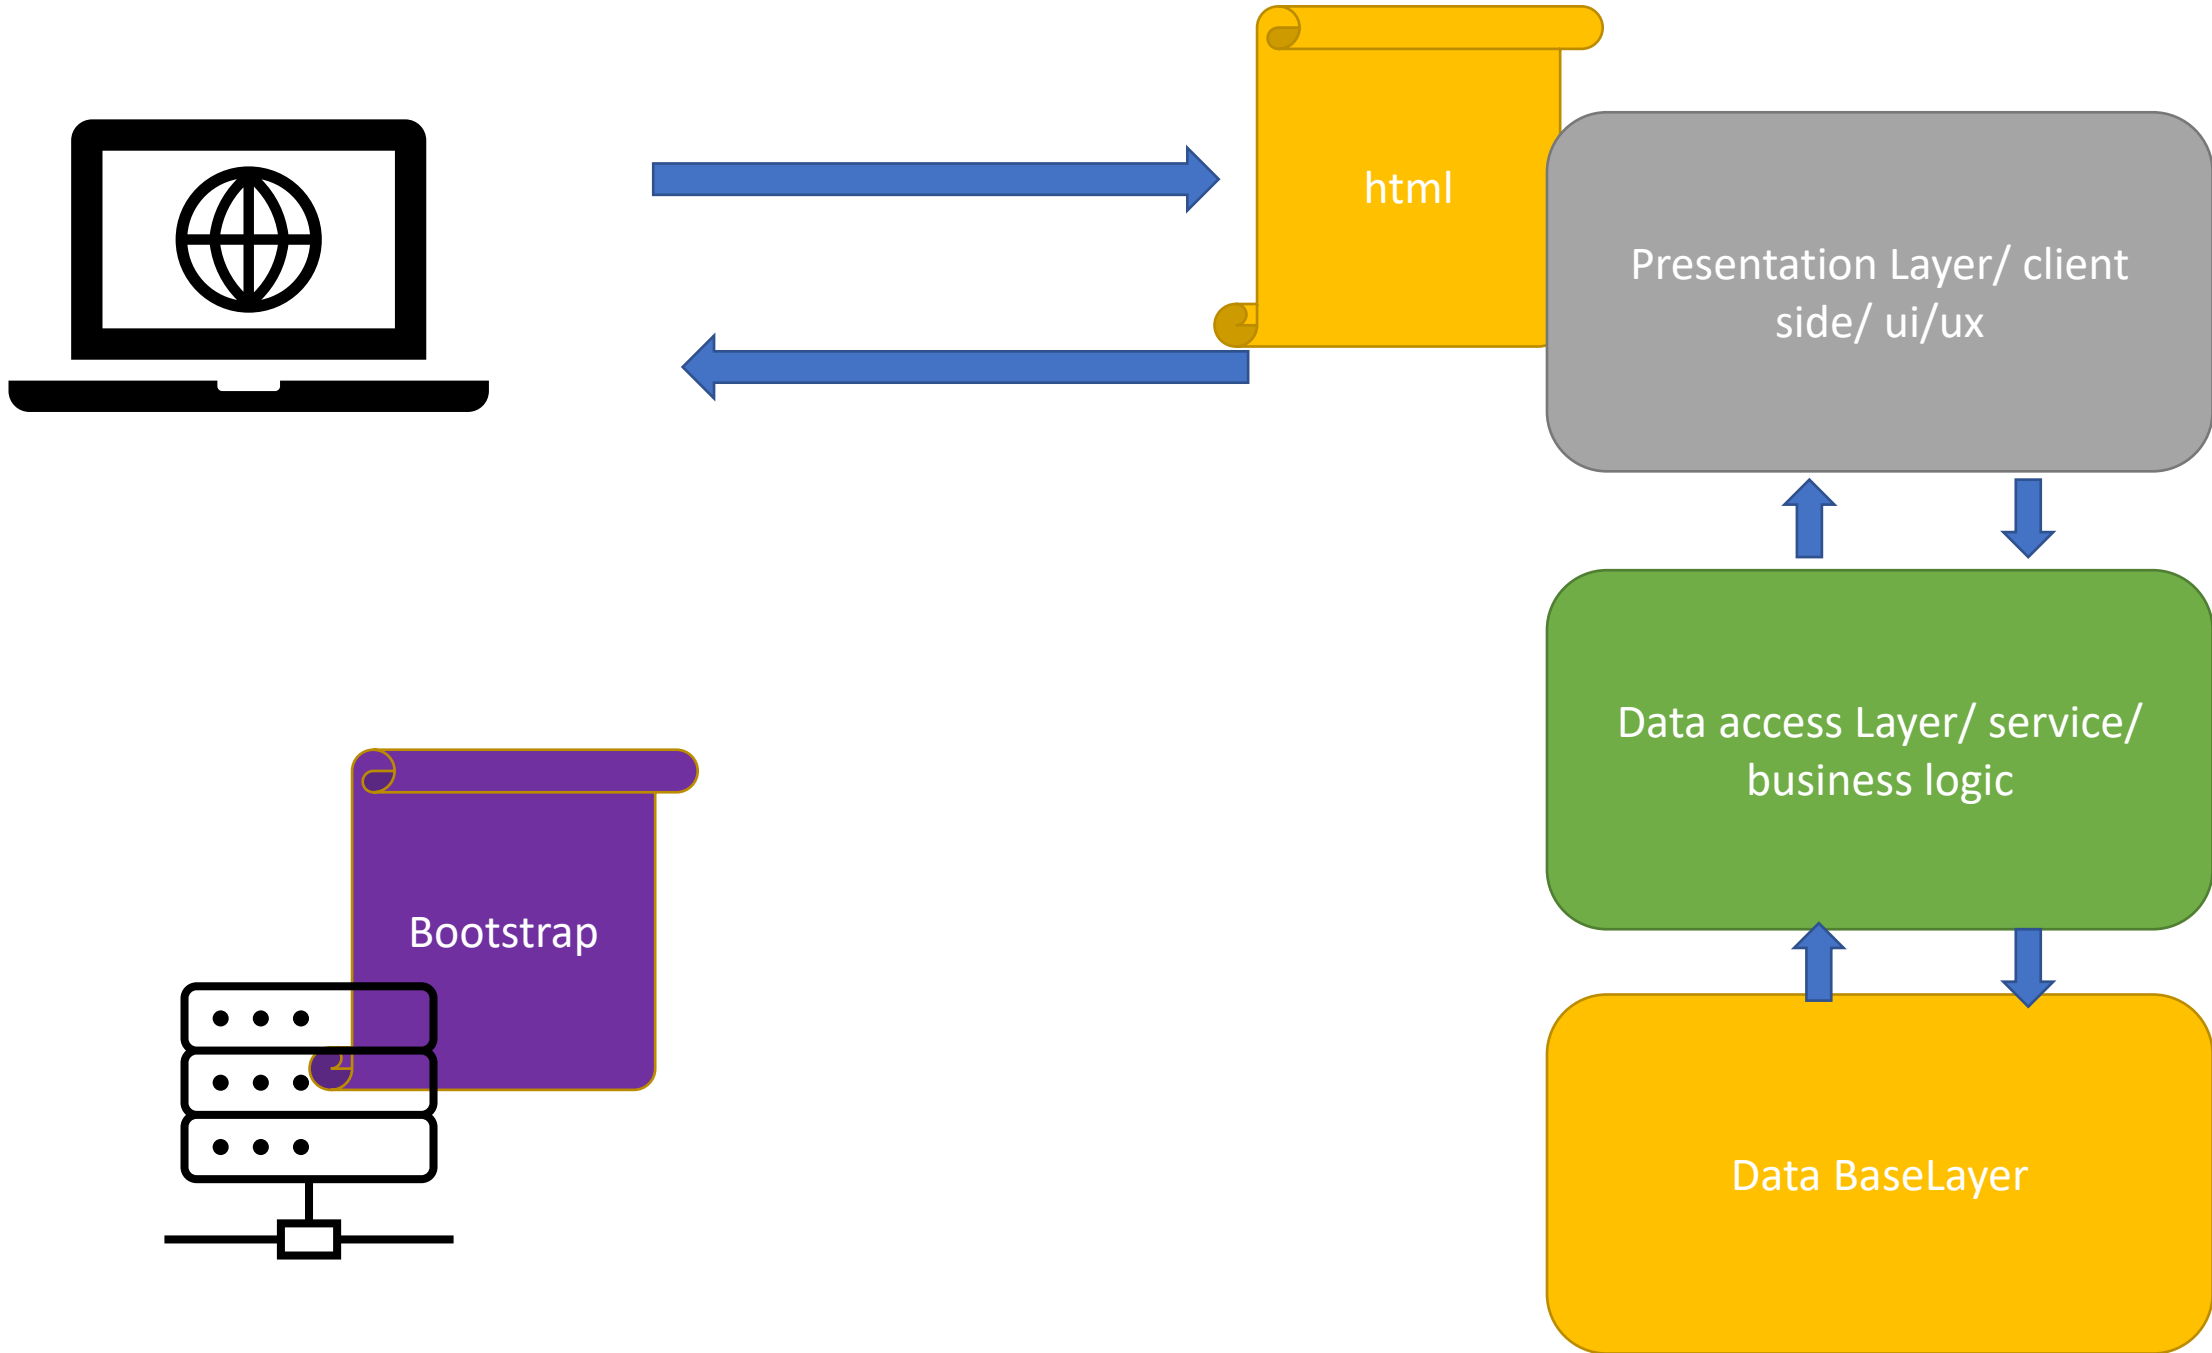 html
Presentation Layer/ client
side/ ui/ux
Data access Layer/ service/
business logic
Bootstrap
Data BaseLayer